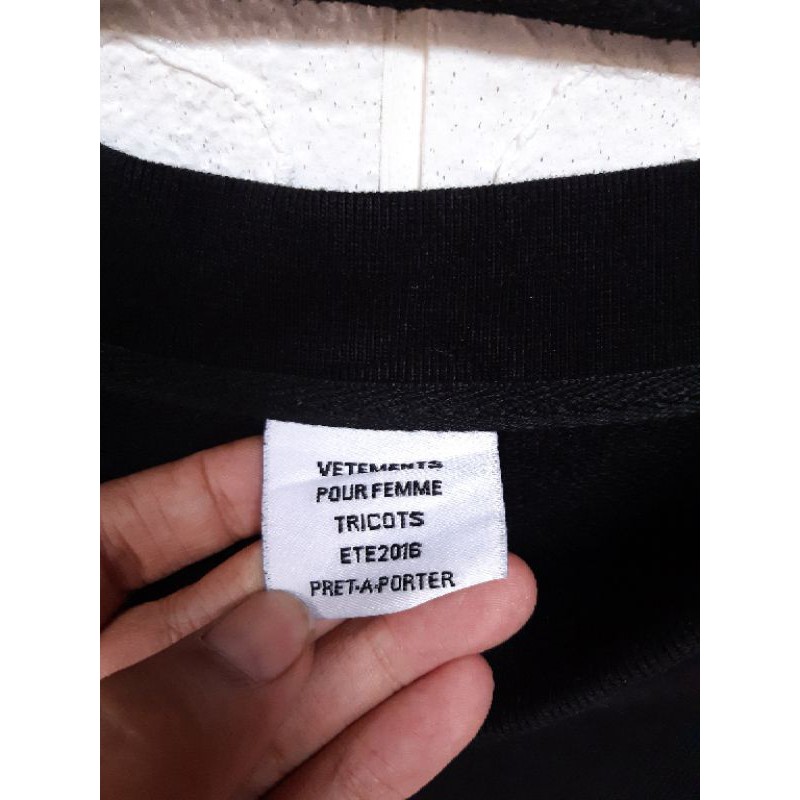 VETEMENTS
POUR FEMME
TRICOTS
ETE2016
PRET-A-PORTER